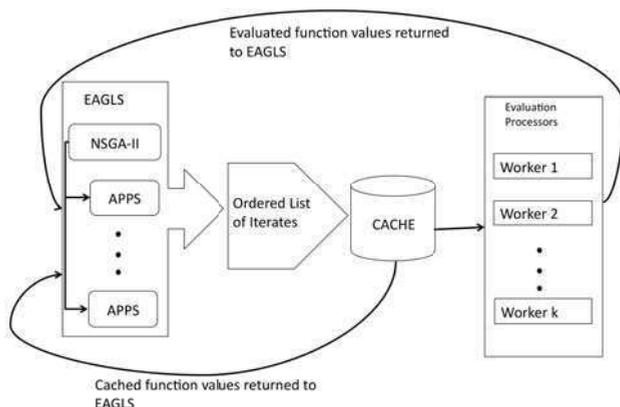 Evaluated function values returned
to EAGLS
EAGLS
NSGA-II
APPS
APPS
Ordered List
of Iterates
CACHE
Evaluation
Processors
Worker 1
Worker 2
Worker k
Cached function values returned to
EAGLS